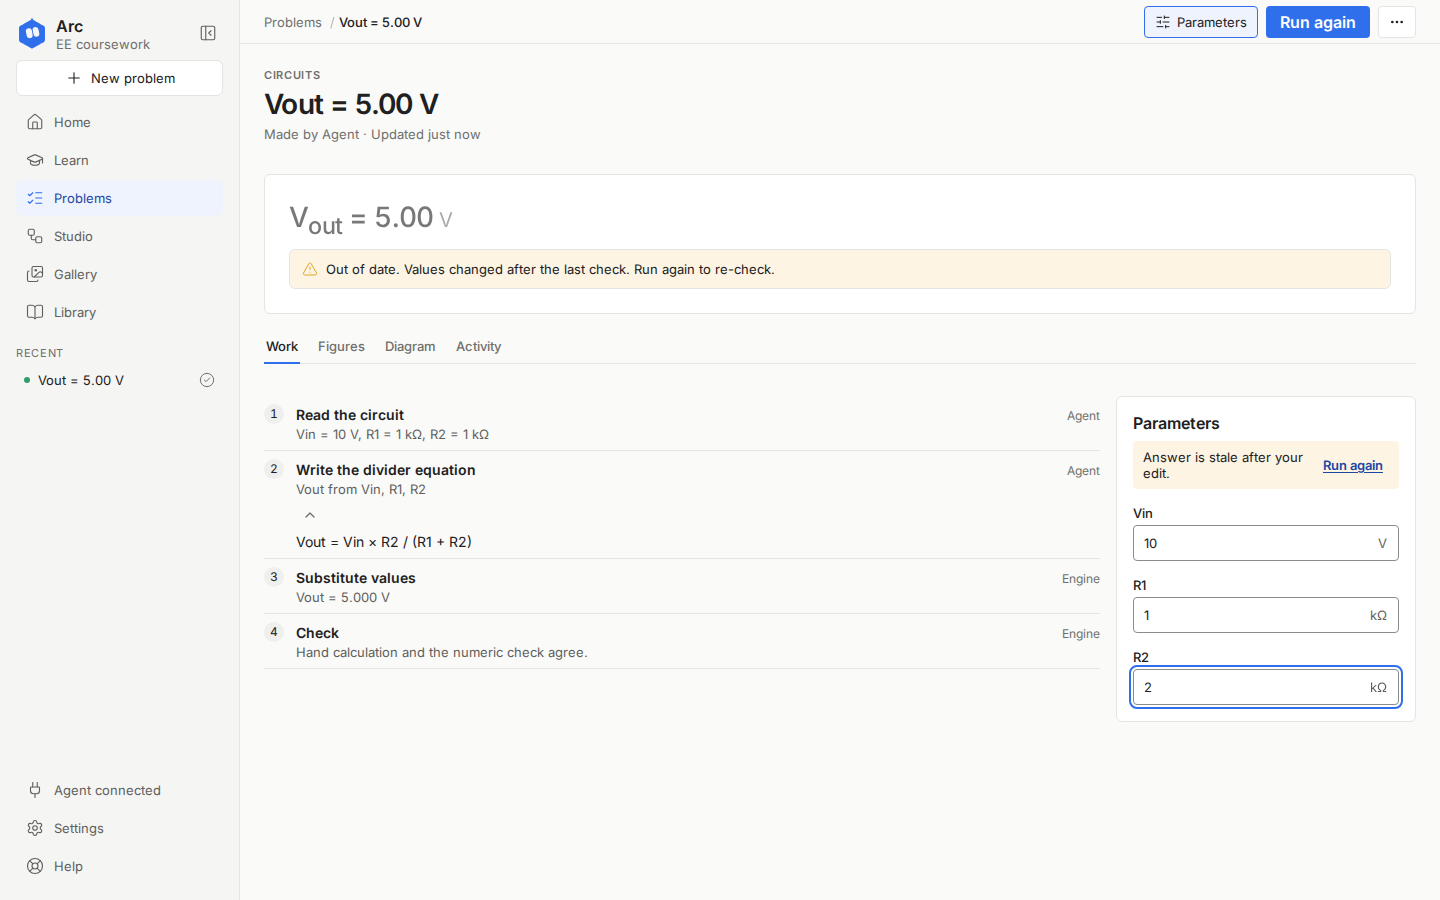 Arc
EE coursework
New problem
Home
Learn
Problems
Studio
Gallery
Library
RECENT
Vout = 5.00 V
Agent connected
Settings
Help
Problems / Vout = 5.00 V
Parameters
Run again
CIRCUITS
Vout = 5.00 V
Made by Agent · Updated just now
Vout = 5.00 V
Out of date. Values changed after the last check. Run again to re-check.
Work Figures Diagram Activity
1 Read the circuit Agent
Vin = 10 V, R1 = 1 kΩ, R2 = 1 kΩ
2 Write the divider equation Agent
Vout from Vin, R1, R2
Vout = Vin × R2 / (R1 + R2)
3 Substitute values Engine
Vout = 5.000 V
4 Check Engine
Hand calculation and the numeric check agree.
Parameters
Answer is stale after your
edit.
Run again
Vin
10 V
R1
1 kΩ
R2
2 kΩ